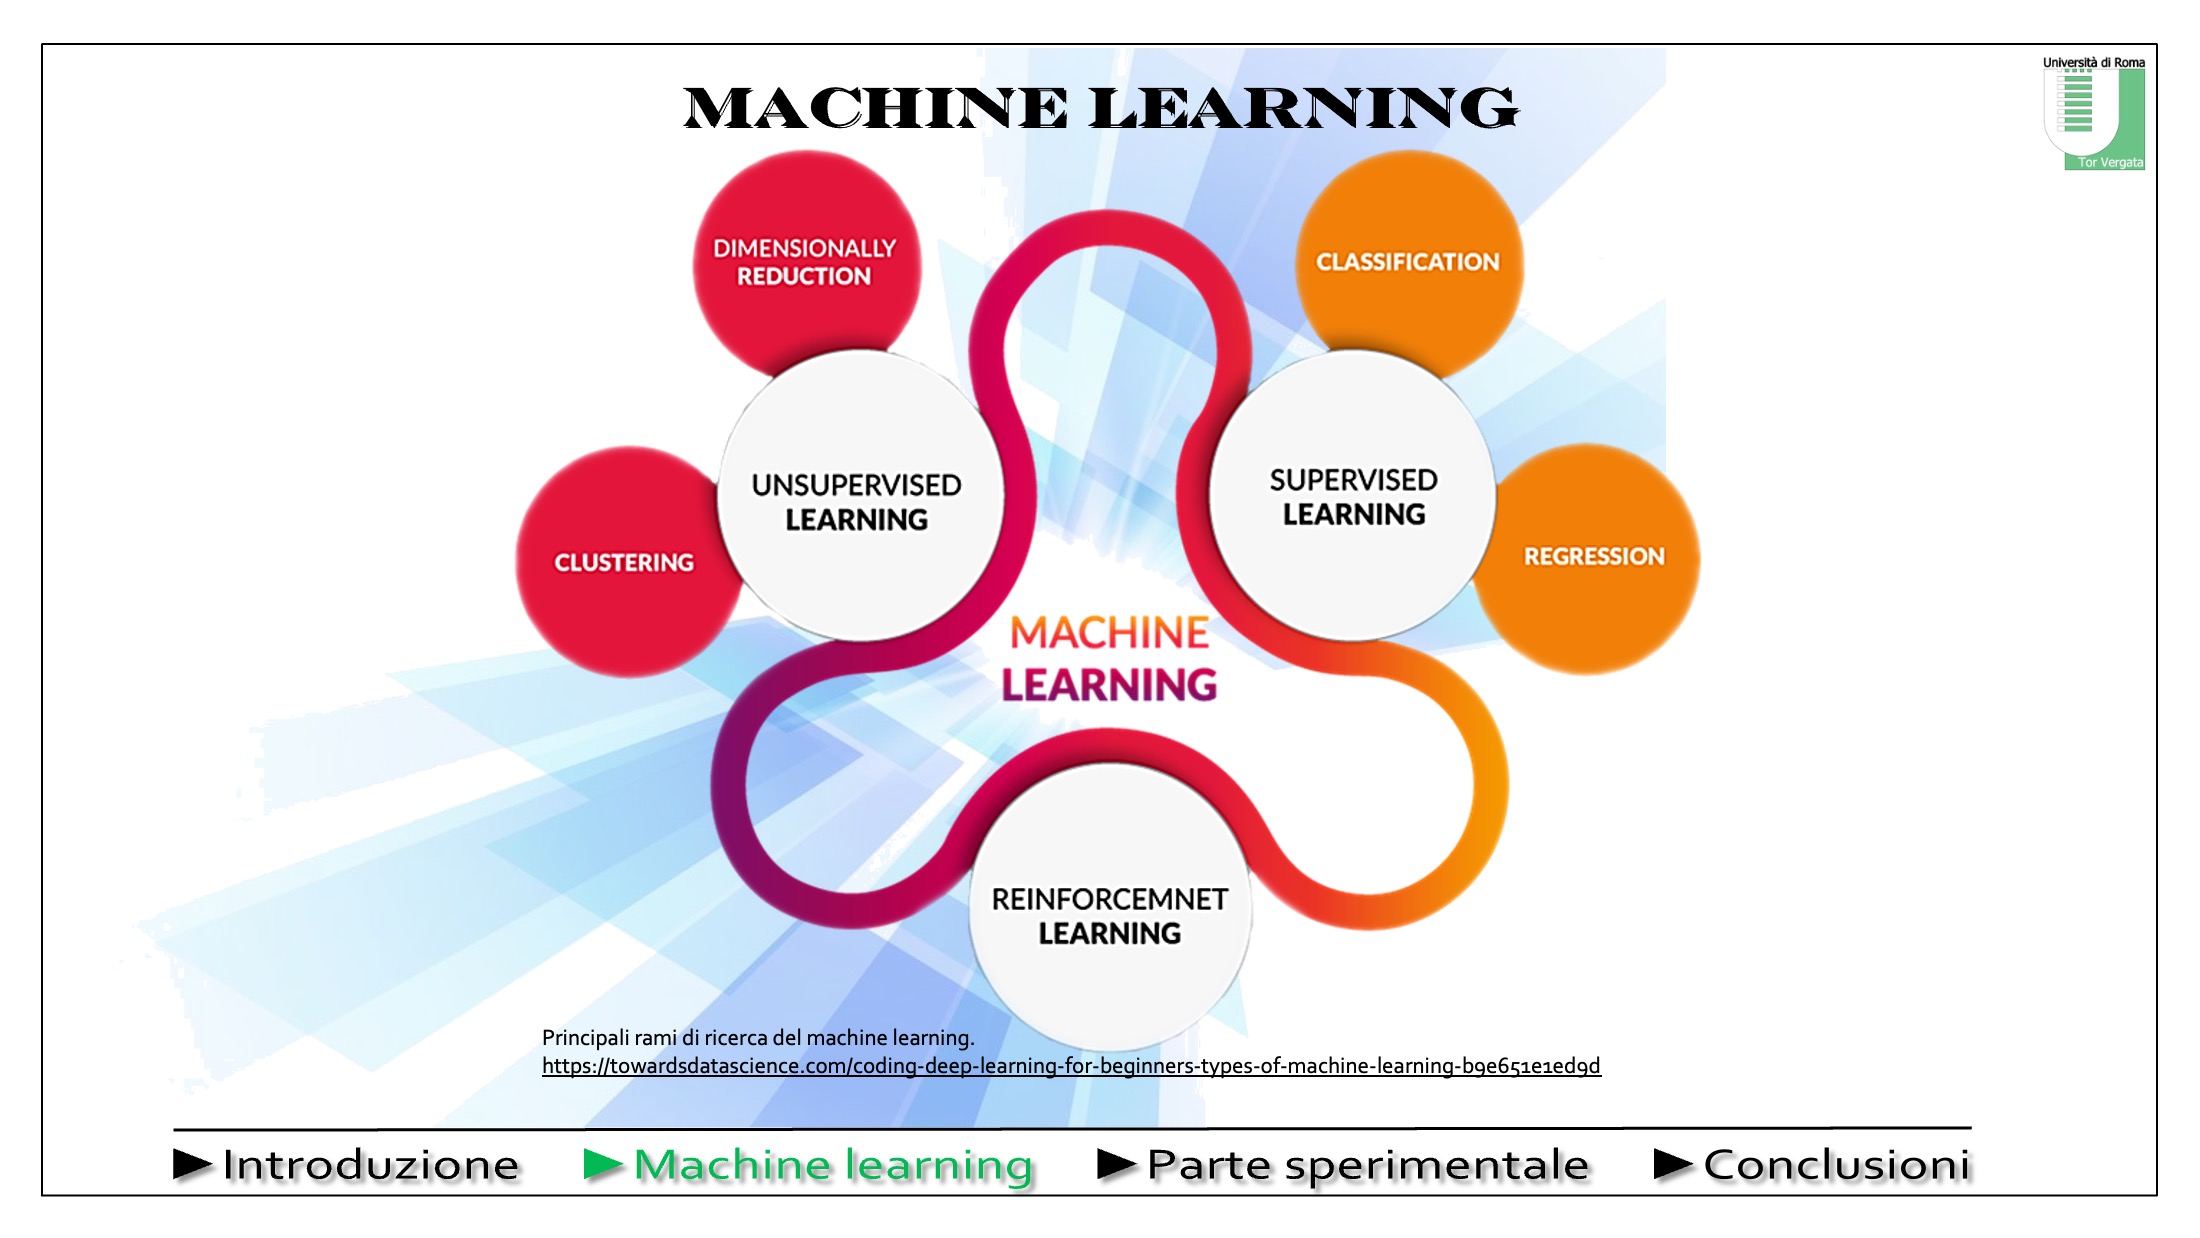 MACHINE LEARNING
Università di Roma
Tor Vergata
DIMENSIONALLY
REDUCTION
CLASSIFICATION
UNSUPERVISED
LEARNING
SUPERVISED
LEARNING
CLUSTERING
REGRESSION
MACHINE
LEARNING
REINFORCEMNET
LEARNING
Principali rami di ricerca del machine learning.
https://towardsdatascience.com/coding-deep-learning-for-beginners-types-of-machine-learning-b9e651e1ed9d
►Introduzione ►Machine learning ►Parte sperimentale ►Conclusioni